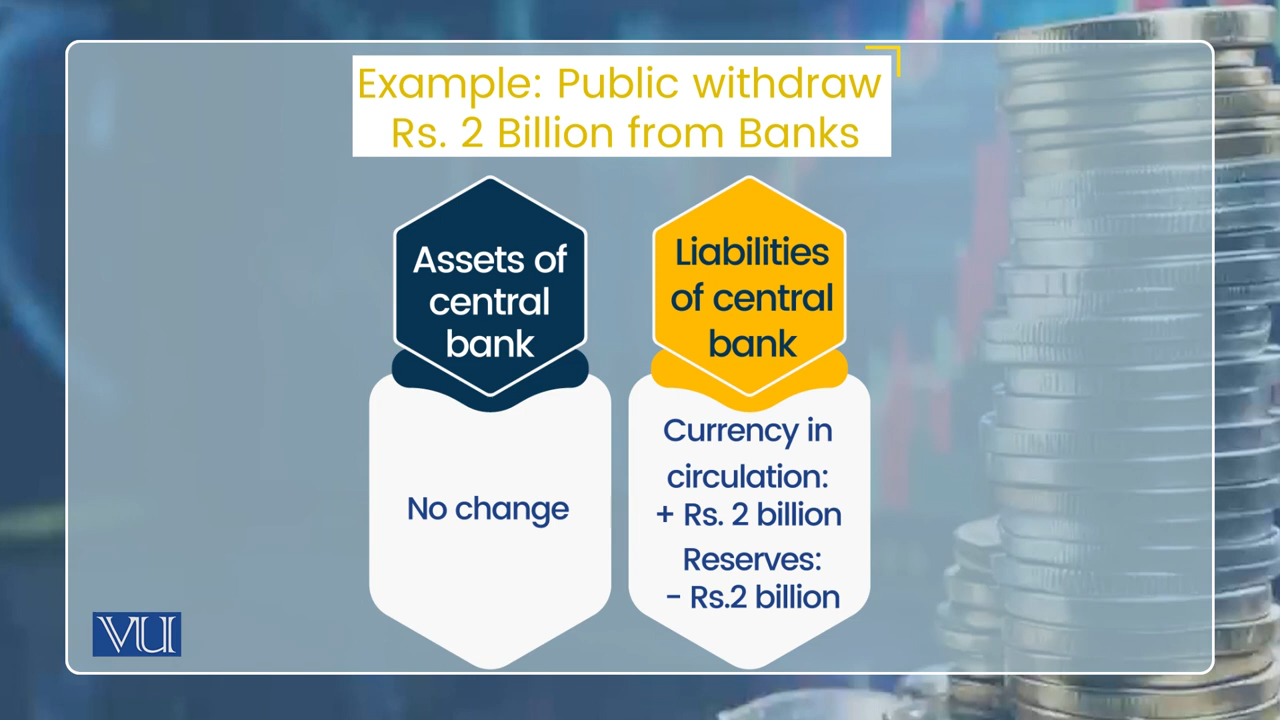 Example: Public withdraw
Rs. 2 Billion from Banks
Assets of
central
bank
No change
Liabilities
of central
bank
Currency in
circulation:
+ Rs. 2 billion
Reserves:
- Rs.2 billion
VU